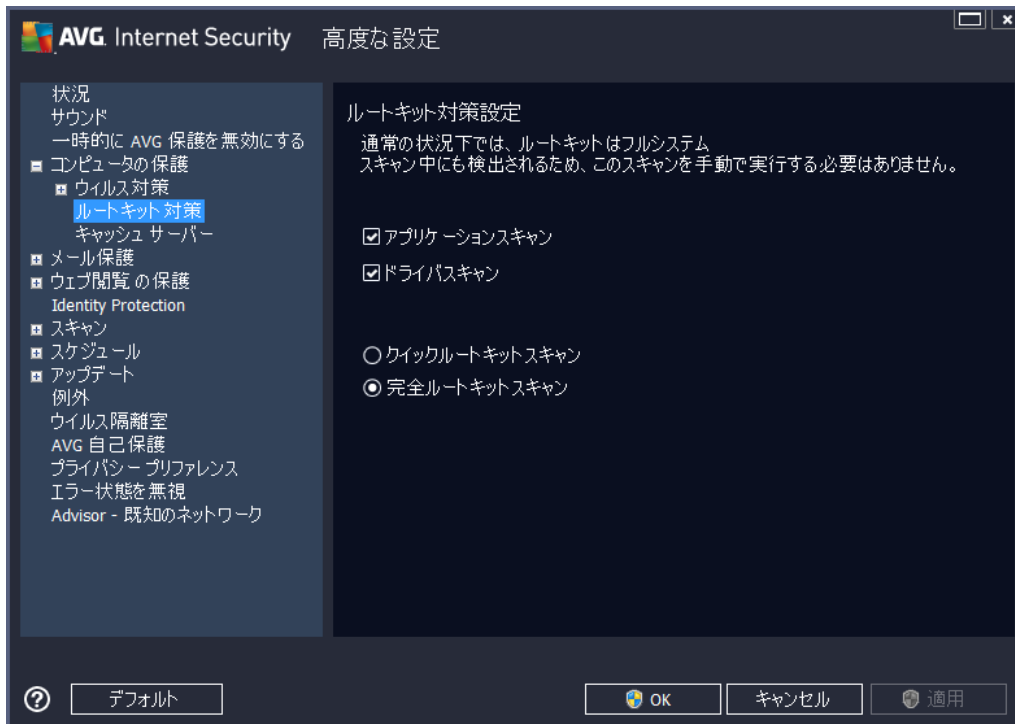 AVG. Internet Security 高度な設定
状況
サウンド
一時的に AVG 保護を無効にする
コンピュータの保護
ウィルス対策
ルートキット対策
キャッシュ サーバー
メール保護
ウェブ閲覧 の保護
Identity Protection
スキャン
スケジュール
アップデート
例外
ウイルス隔離室
AVG 自己保護
プライバシー プリファレンス
エラー状態を無視
Advisor - 既知のネットワーク
ルートキット対策設定
通常の状況下では、ルートキットはフルシステム
スキャン中にも検出されるため、このスキャンを手動で実行する必要はありません。
アプリケーションスキャン
ドライバスキャン
クイックルートキットスキャン
完全ルートキットスキャン
デフォルト
OK
キャンセル
適用